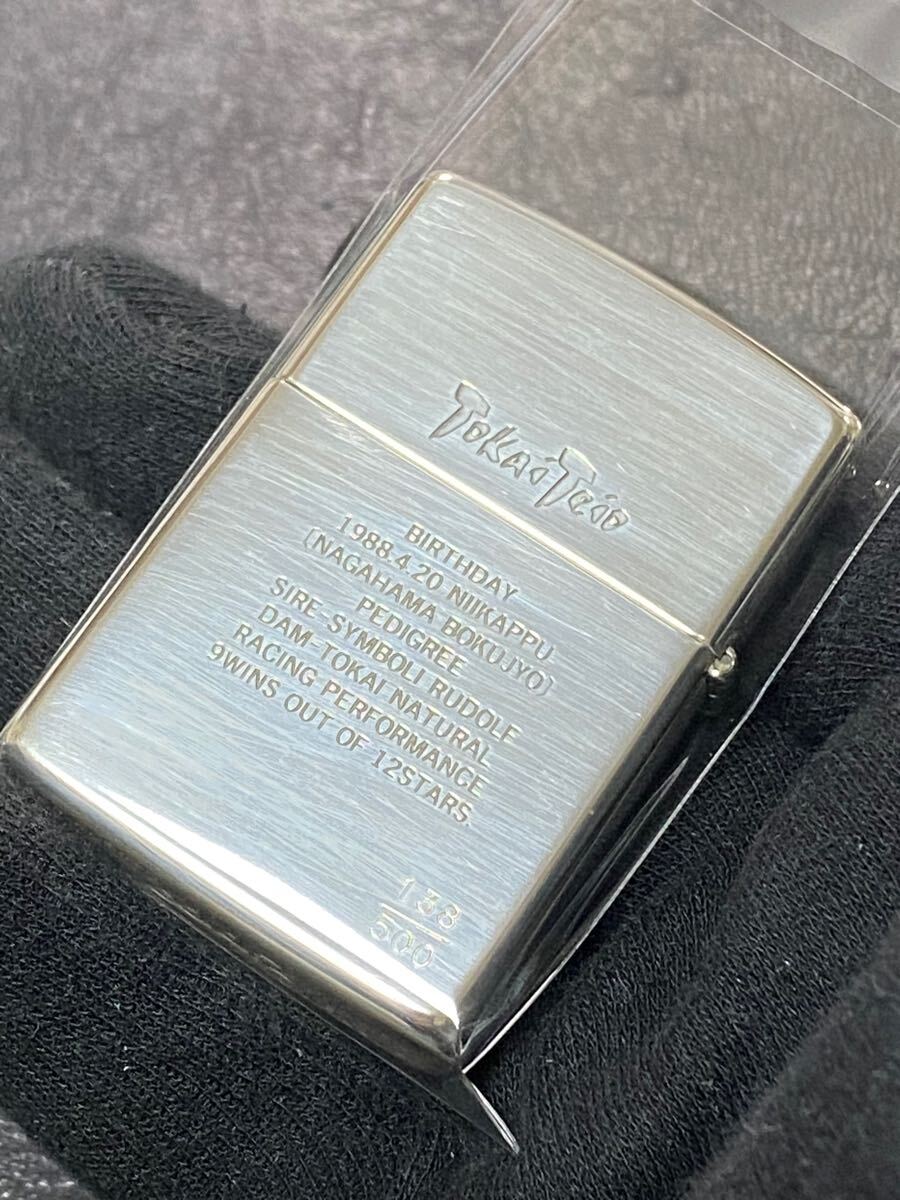 Tokai Teio
BIRTHDAY
1988.4.20 NIIKAPPU
〔NAGAHAMA BOKUJYO〕
PEDIGREE
SIRE-SYMBOLI RUDOLF
DAM-TOKAI NATURAL
RACING PERFORMANCE
9WINS OUT OF 12STARS.
138
500